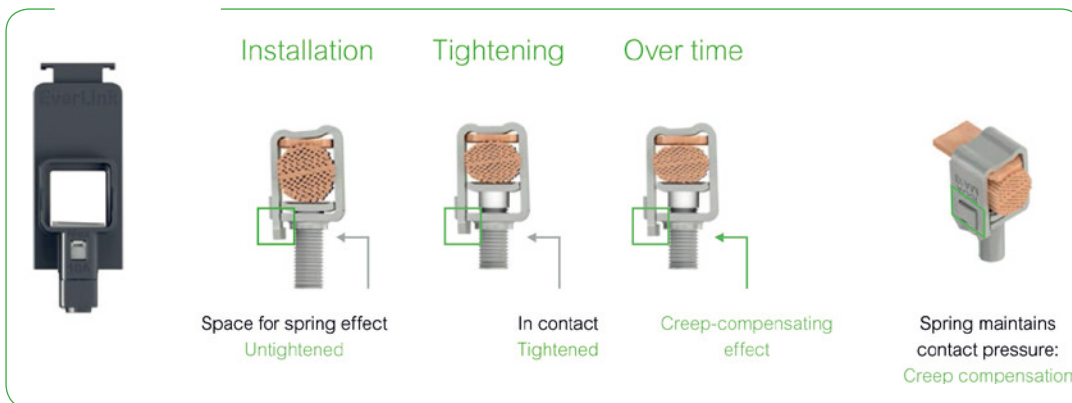 EverLink
Installation
Tightening
Over time
Space for spring effect
Untightened
In contact
Tightened
Creep-compensating
effect
Spring maintains
contact pressure:
Creep compensation